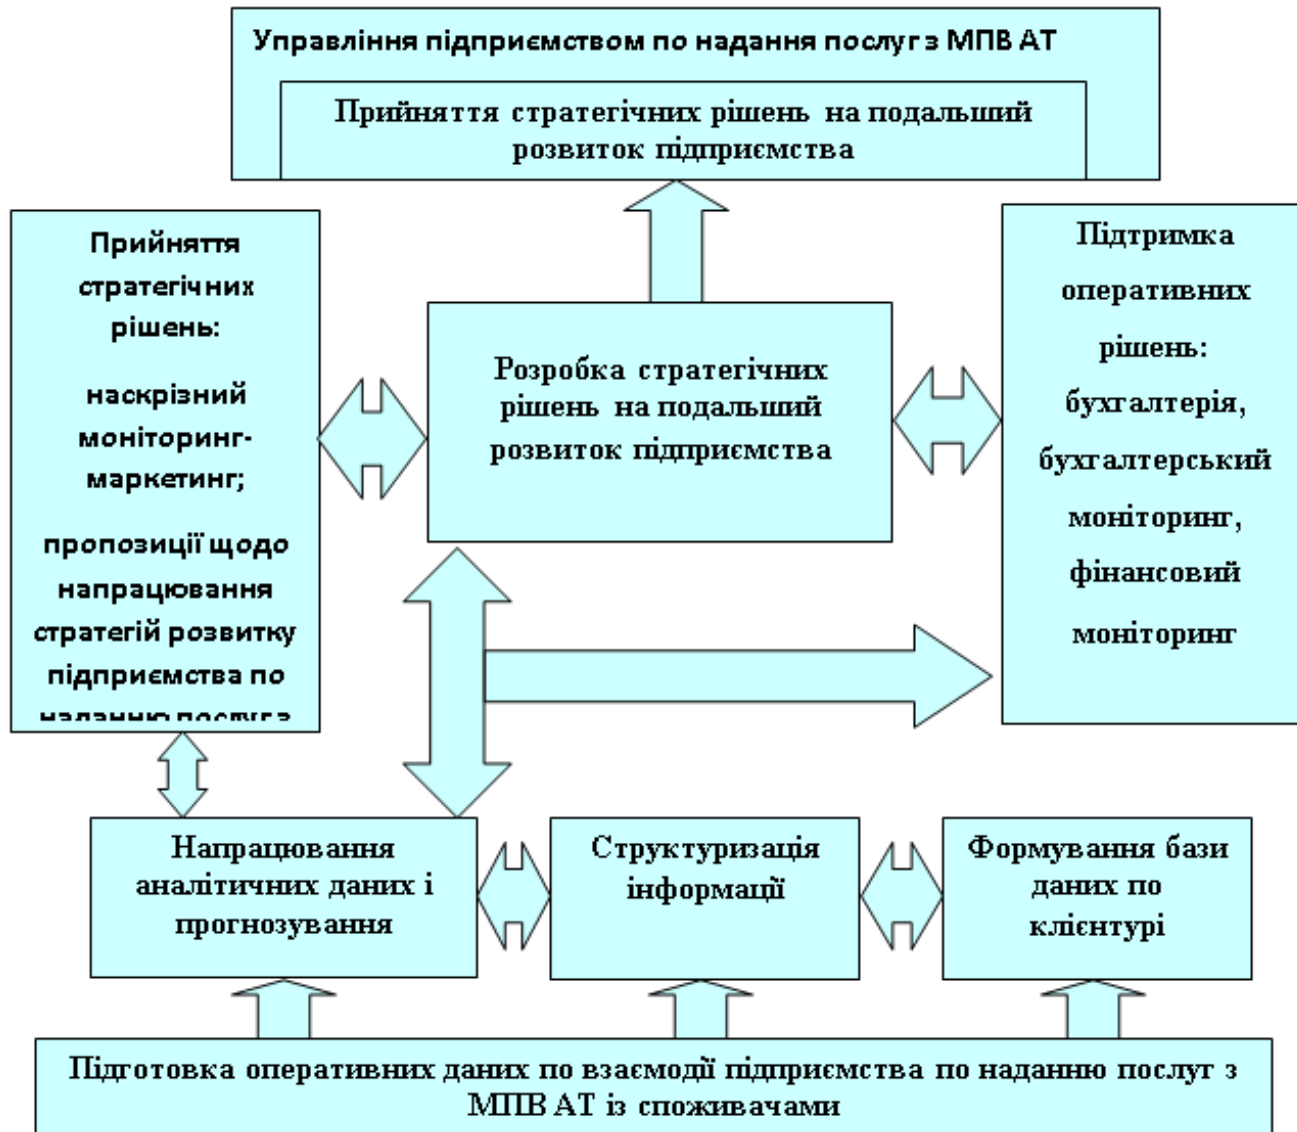 Управління підприємством по надання послуг з МПВ АТ
Прийняття стратегічних рішень на подальший
розвиток підприємства
Прийняття
стратегічних
рішень:
наскрізний
моніторинг-
маркетинг;
пропозиції щодо
напрацювання
стратегій розвитку
підприємства по
наданню послуг з
Розробка стратегічних
рішень на подальший
розвиток підприємства
Підтримка
оперативних
рішень:
бухгалтерія,
бухгалтерський
моніторинг,
фінансовий
моніторинг
Напрацювання
аналітичних даних і
прогнозування
Структуризація
інформації
Формування бази
даних по
клієнтурі
Підготовка оперативних даних по взаємодії підприємства по наданню послуг з
МПВ АТ із споживачами